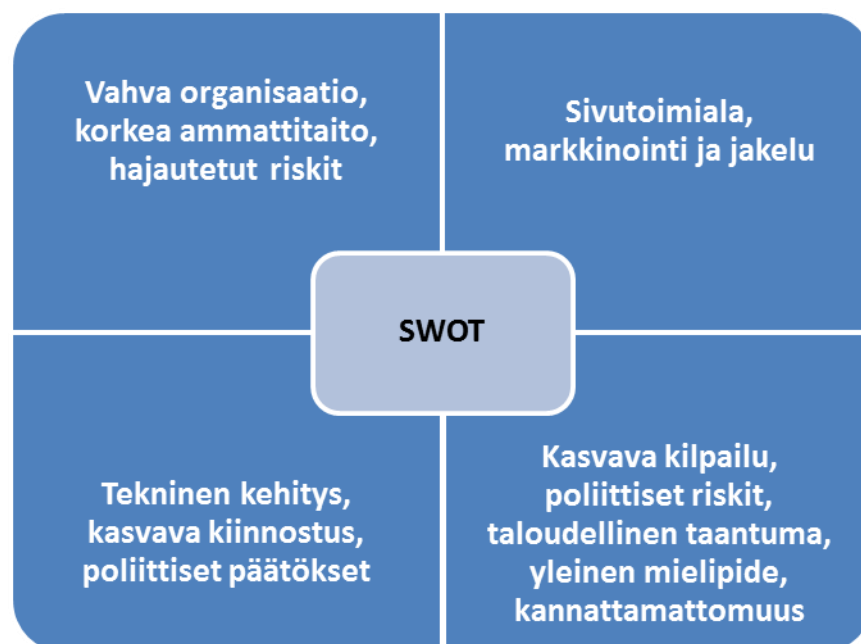 Vahva organisaatio,
korkea ammattitaito,
hajautetut riskit
Sivutoimiala,
markkinointi ja jakelu
SWOT
Tekninen kehitys,
kasvava kiinnostus,
poliittiset päätökset
Kasvava kilpailu,
poliittiset riskit,
taloudellinen taantuma,
yleinen mielipide,
kannattamattomuus